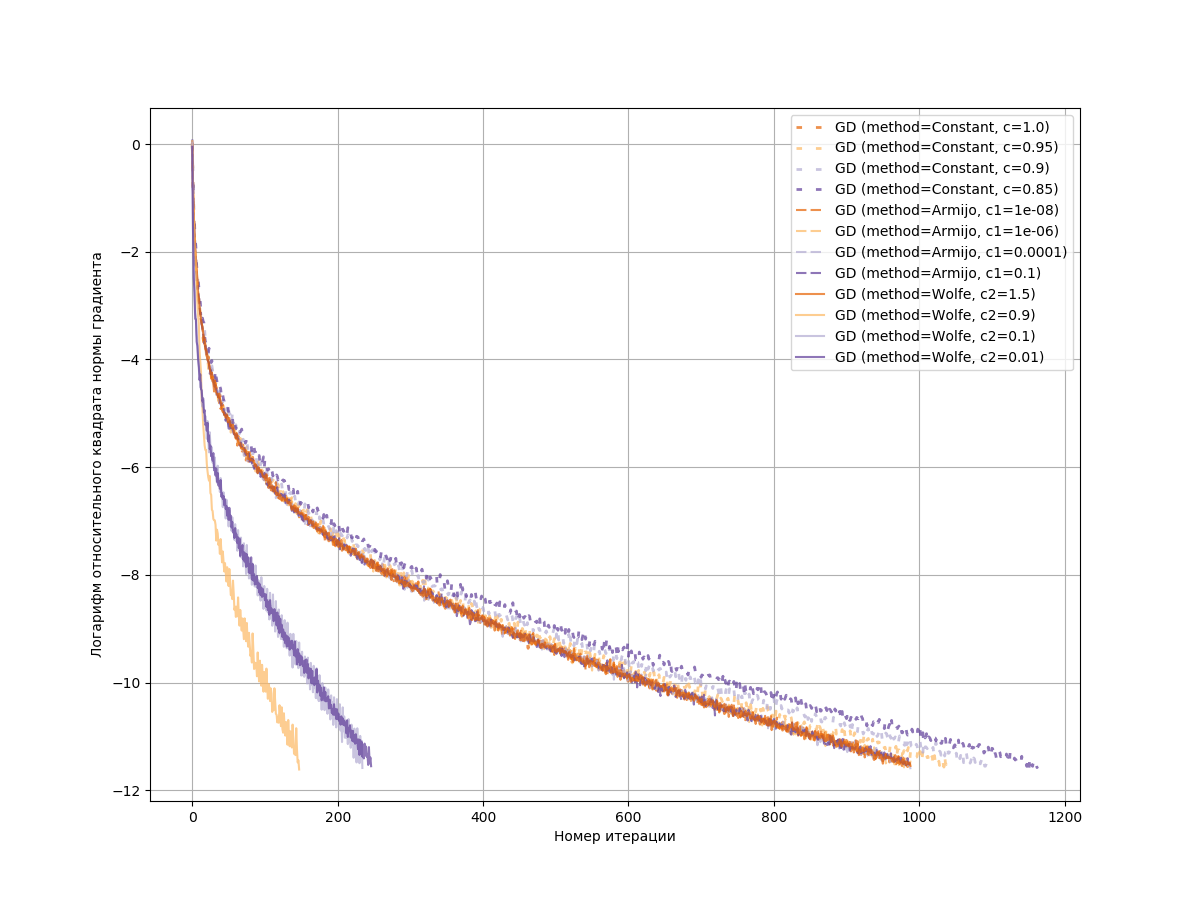 0
−2
−4
−6
−8
−10
−12
Логарифм относительного квадрата нормы градиента
GD (method=Constant, c=1.0)
GD (method=Constant, c=0.95)
GD (method=Constant, c=0.9)
GD (method=Constant, c=0.85)
GD (method=Armijo, c1=1e-08)
GD (method=Armijo, c1=1e-06)
GD (method=Armijo, c1=0.0001)
GD (method=Armijo, c1=0.1)
GD (method=Wolfe, c2=1.5)
GD (method=Wolfe, c2=0.9)
GD (method=Wolfe, c2=0.1)
GD (method=Wolfe, c2=0.01)
0 200 400 600 800 1000 1200
Номер итерации